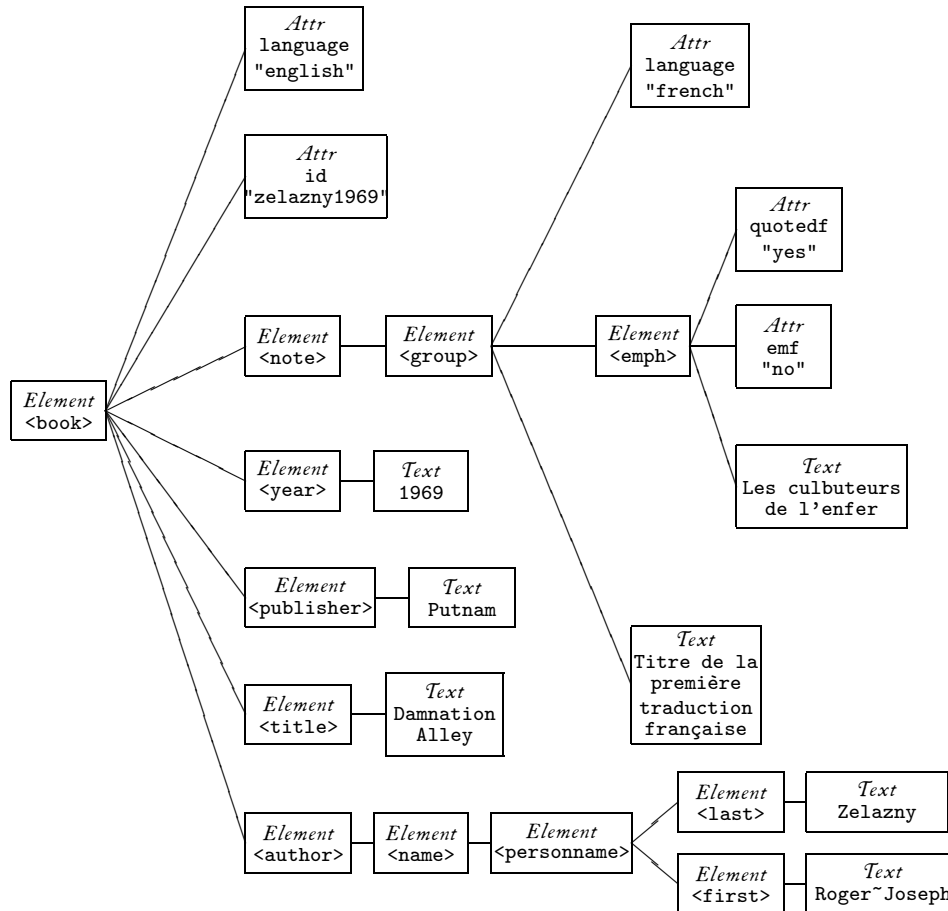 Attr
language
"english"
Attr
id
"zelazny1969"
Element
<book>
Element
<note>
Element
<group>
Attr
language
"french"
Element
<emph>
Attr
quotedf
"yes"
Attr
emf
"no"
Text
Les culbuteurs
de l'enfer
Text
Titre de la
première
traduction
française
Element
<year>
Text
1969
Element
<publisher>
Text
Putnam
Element
<title>
Text
Damnation
Alley
Element
<author>
Element
<name>
Element
<personname>
Element
<last>
Text
Zelazny
Element
<first>
Text
Roger~Joseph